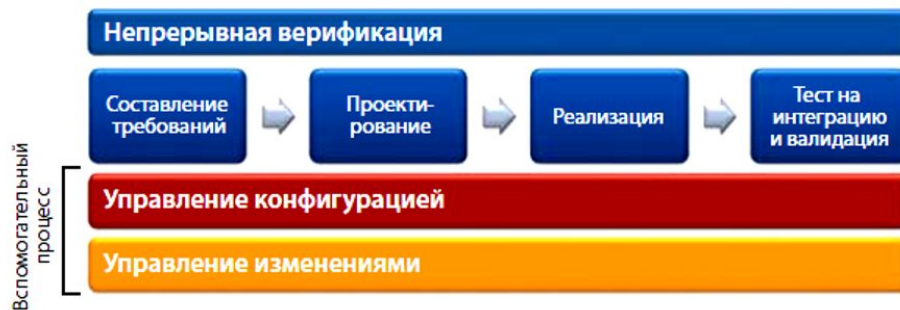 Непрерывная верификация
Составление
требований
Проекти-
рование
Реализация
Тест на
интеграцию
и валидация
Вспомогательный
процесс
Управление конфигурацией
Управление изменениями